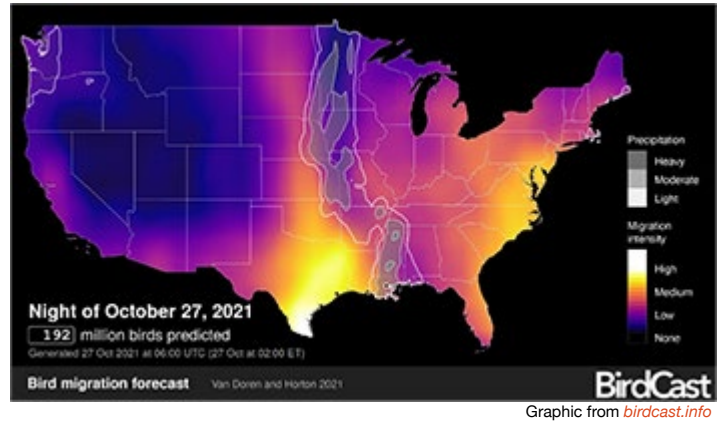 Precipitation
Heavy
Moderate
Light
Migration
intensity
High
Medium
Low
None
Night of October 27, 2021
192 million birds predicted
Generated 27 Oct 2021 at 06:00 UTC (27 Oct at 02:00 ET)
Bird migration forecast Van Doren and Horton 2021 BirdCast
Graphic from birdcast.info